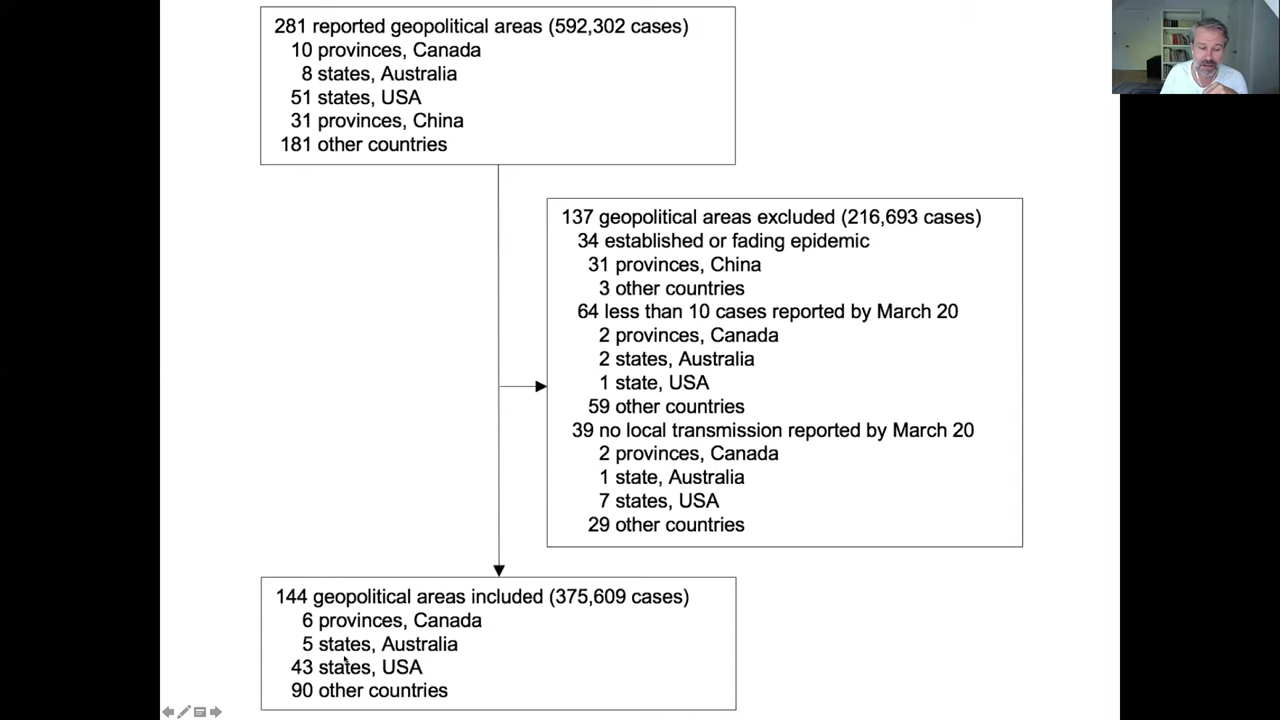 281 reported geopolitical areas (592,302 cases)
10 provinces, Canada
8 states, Australia
51 states, USA
31 provinces, China
181 other countries
137 geopolitical areas excluded (216,693 cases)
34 established or fading epidemic
31 provinces, China
3 other countries
64 less than 10 cases reported by March 20
2 provinces, Canada
2 states, Australia
1 state, USA
59 other countries
39 no local transmission reported by March 20
2 provinces, Canada
1 state, Australia
7 states, USA
29 other countries
144 geopolitical areas included (375,609 cases)
6 provinces, Canada
5 states, Australia
43 states, USA
90 other countries